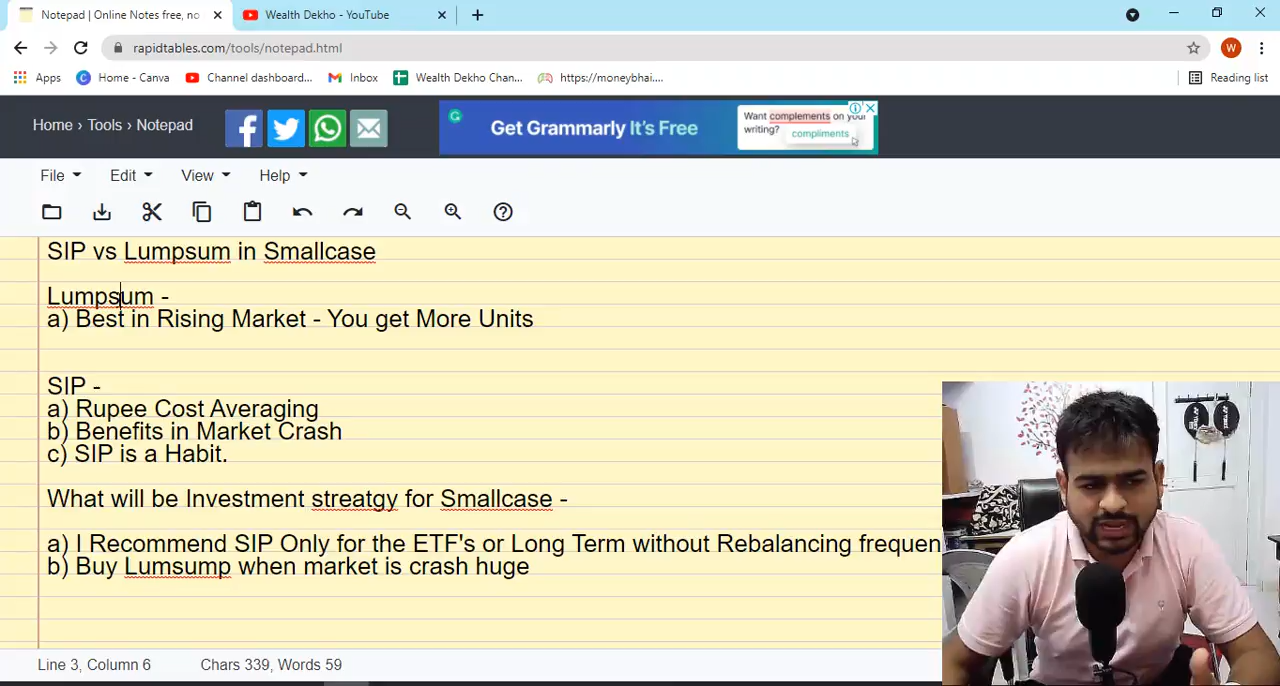 Notepad | Online Notes free, no
Wealth Dekho - YouTube
rapidtables.com/tools/notepad.html
W
Apps
Home - Canva
Channel dashboard...
Inbox
Wealth Dekho Chan...
https://moneybhai....
Reading list
Home › Tools › Notepad
Get Grammarly It's Free
Want complements on your
writing?
compliments
File
Edit
View
Help
SIP vs Lumpsum in Smallcase
Lumpsum -
a) Best in Rising Market - You get More Units
SIP -
a) Rupee Cost Averaging
b) Benefits in Market Crash
c) SIP is a Habit.
What will be Investment streatgy for Smallcase -
a) I Recommend SIP Only for the ETF's or Long Term without Rebalancing frequen
b) Buy Lumsump when market is crash huge
Line 3, Column 6
Chars 339, Words 59